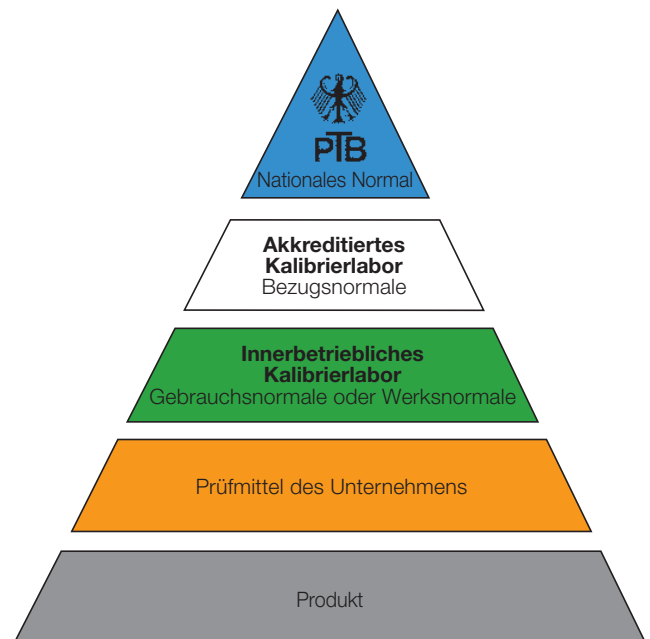 PTB
Nationales Normal
Akkreditiertes
Kalibrierlabor
Bezugsnormale
Innerbetriebliches
Kalibrierlabor
Gebrauchsnormale oder Werksnormale
Prüfmittel des Unternehmens
Produkt